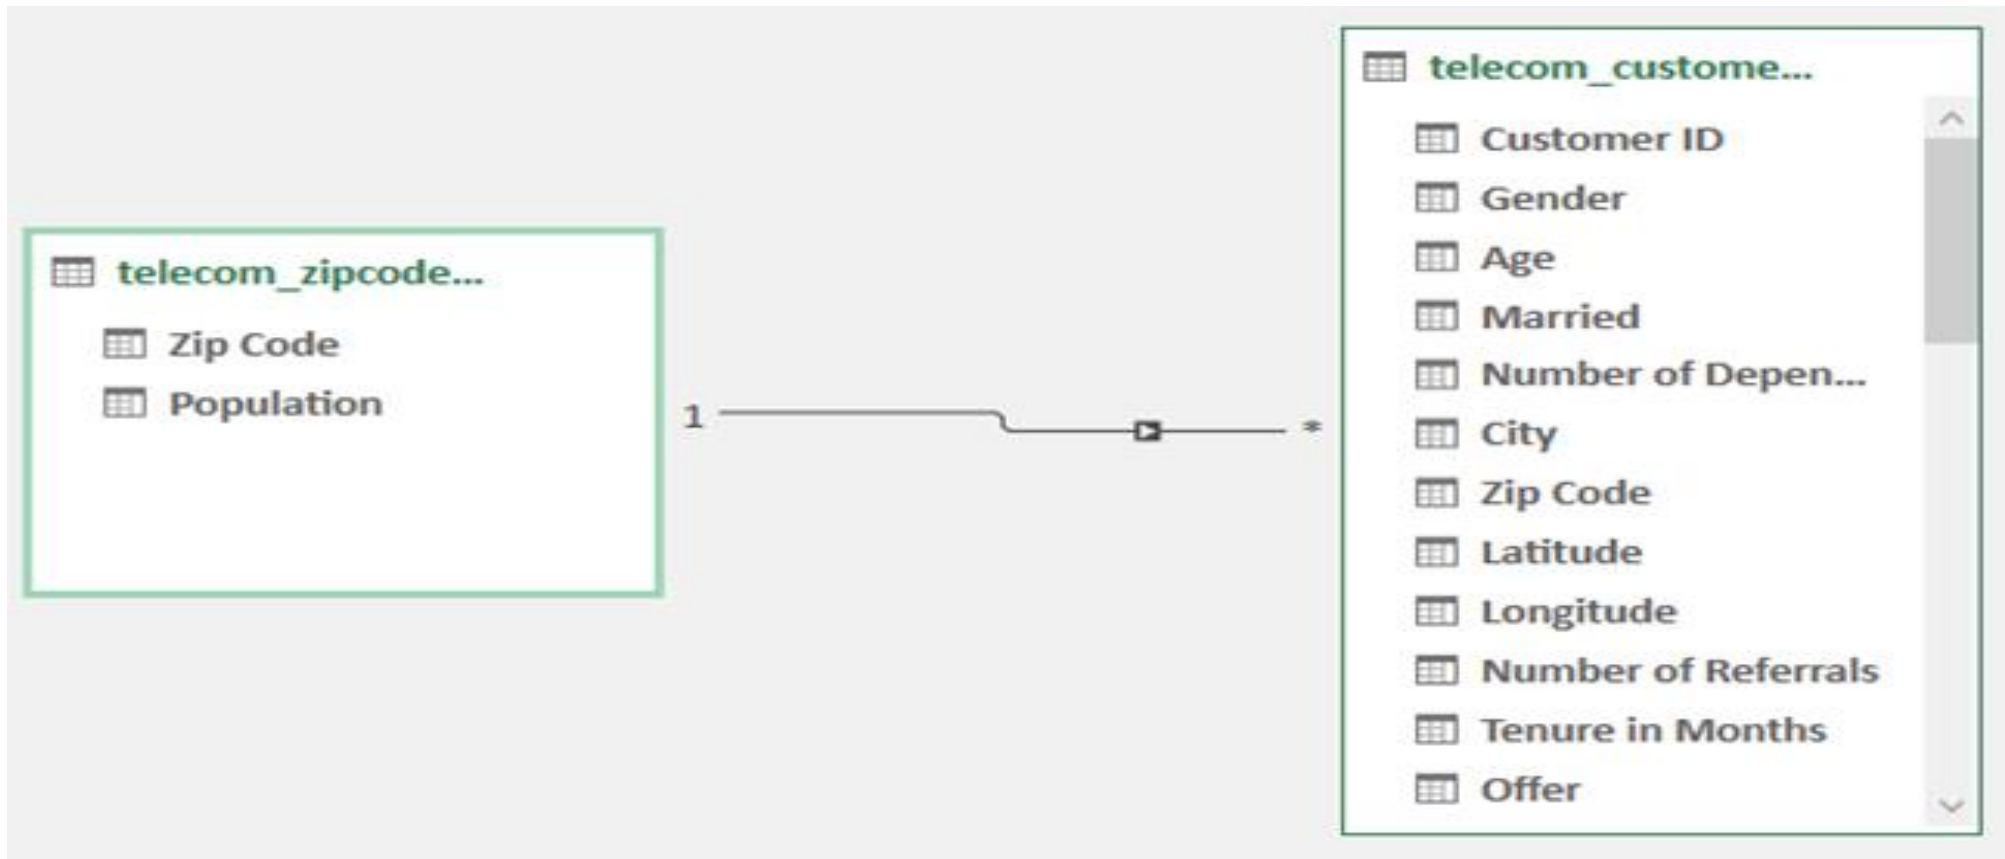 telecom_zipcode...
Zip Code
Population
1
*
telecom_custome...
Customer ID
Gender
Age
Married
Number of Depen...
City
Zip Code
Latitude
Longitude
Number of Referrals
Tenure in Months
Offer